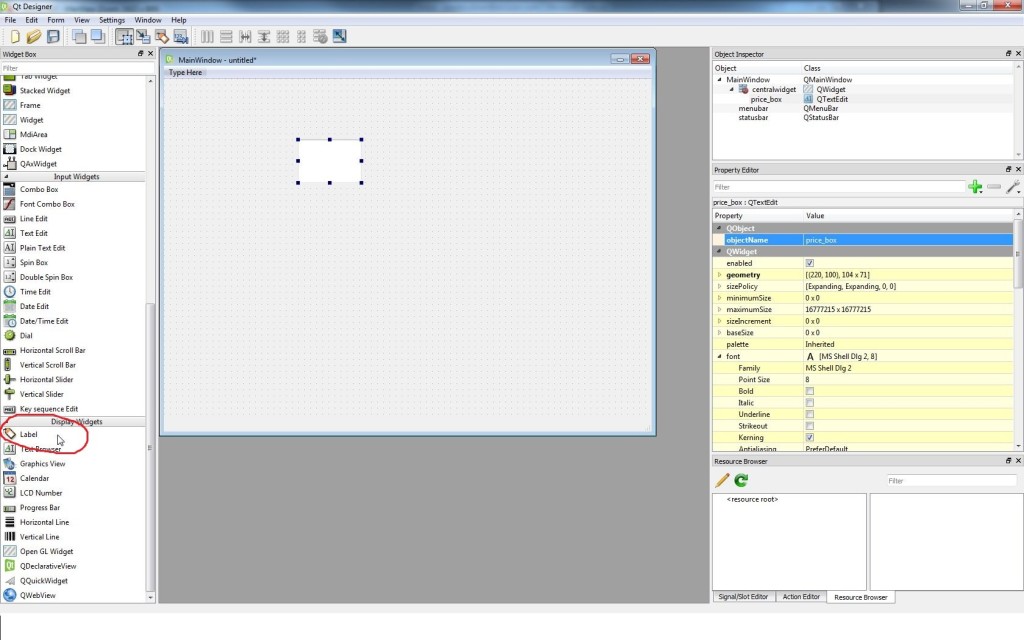 Qt Designer
File Edit Form View Settings Window Help
Widget Box
Filter
Tab Widget
Stacked Widget
Frame
Widget
MdiArea
Dock Widget
QAxWidget
Input Widgets
Combo Box
Font Combo Box
Line Edit
Text Edit
Plain Text Edit
Spin Box
Double Spin Box
Time Edit
Date Edit
Date/Time Edit
Dial
Horizontal Scroll Bar
Vertical Scroll Bar
Horizontal Slider
Vertical Slider
Key sequence Edit
Display Widgets
Label
Text Browser
Graphics View
Calendar
LCD Number
Progress Bar
Horizontal Line
Vertical Line
Open GL Widget
QDeclarativeView
QQuickWidget
QWebView
MainWindow - untitled*
Type Here
Object Inspector
Object Class
MainWindow QMainWindow
centralwidget QWidget
price_box QTextEdit
menubar QMenuBar
statusbar QStatusBar
Property Editor
Filter
price_box : QTextEdit
Property Value
QObject
objectName price_box
QWidget
enabled
geometry [(220, 100), 104 x 71]
sizePolicy [Expanding, Expanding, 0, 0]
minimumSize 0 x 0
maximumSize 16777215 x 16777215
sizeIncrement 0 x 0
baseSize 0 x 0
palette Inherited
font A [MS Shell Dlg 2, 8]
Family MS Shell Dlg 2
Point Size 8
Bold
Italic
Underline
Strikeout
Kerning
Antialiasing PreferDefault
Resource Browser
Filter
<resource root>
Signal/Slot Editor Action Editor Resource Browser